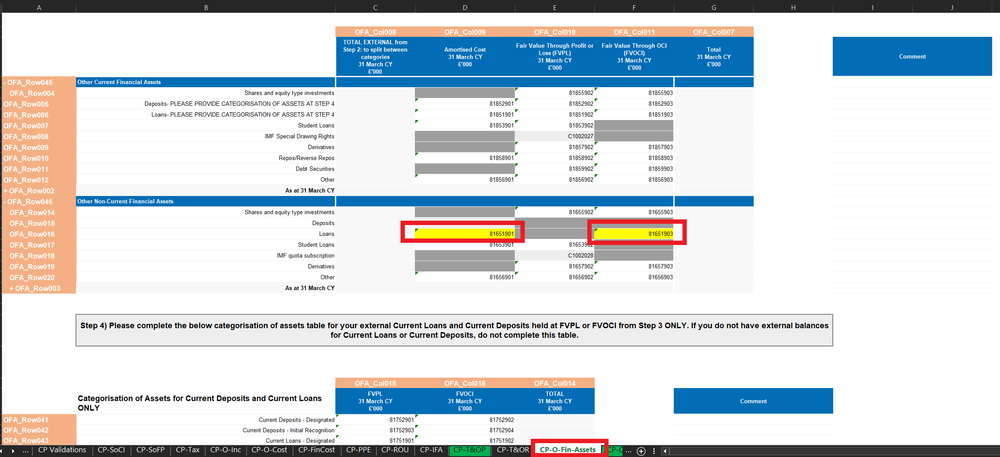 A B C D E F G H I J
OFA_Col008 OFA_Col009 OFA_Col010 OFA_Col011 OFA_Col007
TOTAL EXTERNAL from
Step 2: to split between
categories
31 March CY
£'000
Amortised Cost
31 March CY
£'000
Fair Value Through Profit or
Loss (FVPL)
31 March CY
£'000
Fair Value Through OCI
(FVOCI)
31 March CY
£'000
Total
31 March CY
£'000
Comment
- OFA_Row045 Other Current Financial Assets
OFA_Row004 Shares and equity type investments 81855902 81855903
OFA_Row005 Deposits- PLEASE PROVIDE CATEGORISATION OF ASSETS AT STEP 4 81852901 81852902 81852903
OFA_Row006 Loans- PLEASE PROVIDE CATEGORISATION OF ASSETS AT STEP 4 81851901 81851902 81851903
OFA_Row007 Student Loans 81853901 81853902
OFA_Row008 IMF Special Drawing Rights C1002027
OFA_Row009 Derivatives 81857902 81857903
OFA_Row010 Repos/Reverse Repos 81858901 81858902 81858903
OFA_Row011 Debt Securities 81859902 81859903
OFA_Row012 Other 81856901 81856902 81856903
+ OFA_Row002 As at 31 March CY
- OFA_Row046 Other Non-Current Financial Assets
OFA_Row014 Shares and equity type investments 81655902 81655903
OFA_Row015 Deposits
OFA_Row016 Loans 81651901 81651903
OFA_Row017 Student Loans 81653901 81653902
OFA_Row018 IMF quota subscription C1002028
OFA_Row019 Derivatives 81657902 81657903
OFA_Row020 Other 81656901 81656902 81656903
+ OFA_Row003 As at 31 March CY
Step 4) Please complete the below categorisation of assets table for your external Current Loans and Current Deposits held at FVPL or FVOCI from Step 3 ONLY. If you do not have external balances
for Current Loans or Current Deposits, do not complete this table.
OFA_Col015 OFA_Col016 OFA_Col014
Categorisation of Assets for Current Deposits and Current Loans
ONLY
FVPL
31 March CY
£'000
FVOCI
31 March CY
£'000
TOTAL
31 March CY
£'000
Comment
OFA_Row041 Current Deposits - Designated 81752901 81752902
OFA_Row042 Current Deposits - Initial Recognition 81752903 81752904
OFA_Row043 Current Loans - Designated 81751901 81751902
... CP Validations CP-SoCI CP-SoFP CP-Tax CP-O-Inc CP-O-Cost CP-FinCost CP-PPE CP-ROU CP-IFA CP-T&OP CP-T&OR CP-O-Fin-Assets ...